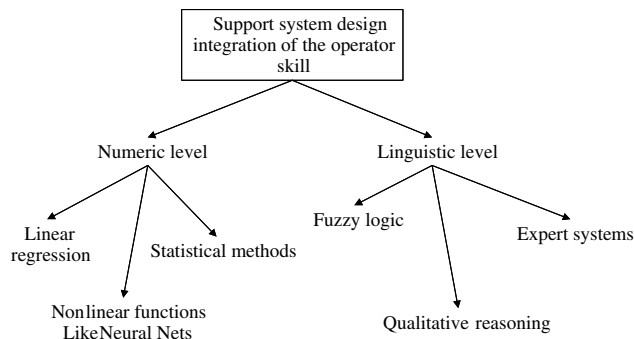 Support system design
integration of the operator
skill
Numeric level
Linguistic level
Linear
regression
Statistical methods
Nonlinear functions
LikeNeural Nets
Fuzzy logic
Expert systems
Qualitative reasoning